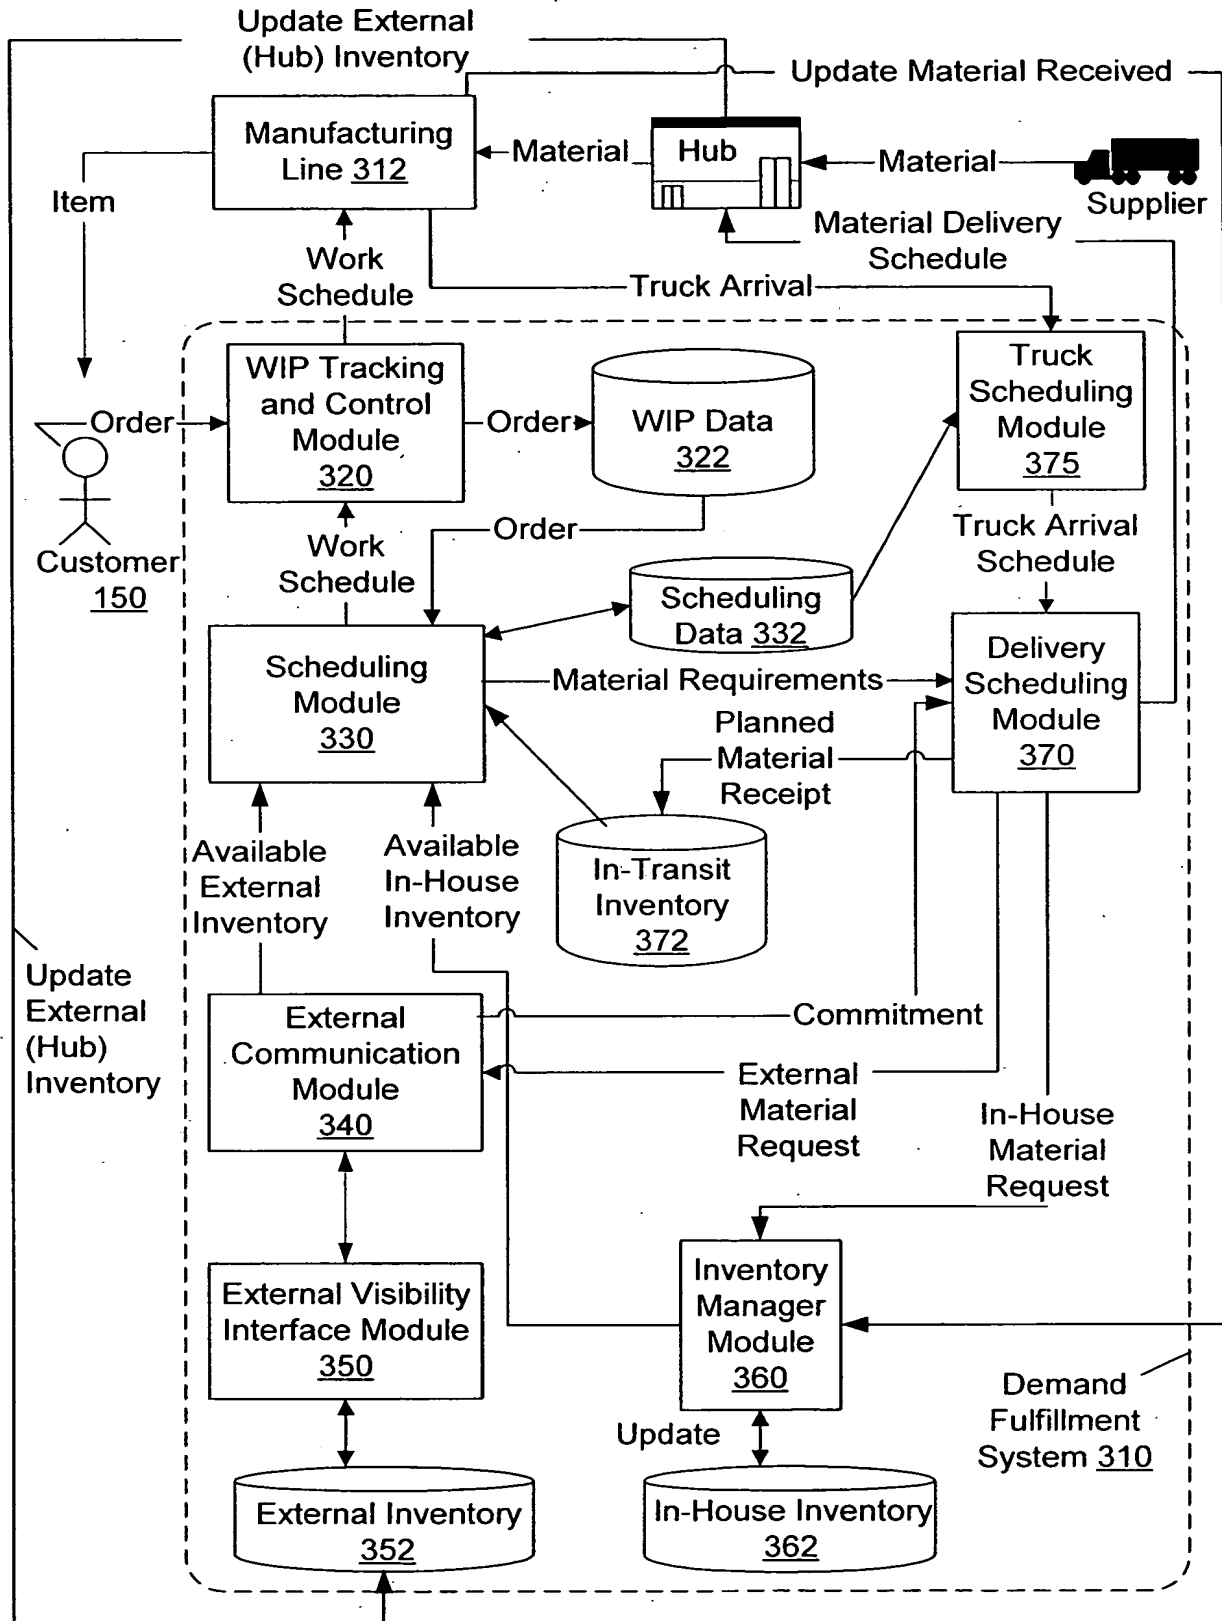 Update External
(Hub) Inventory
Update Material Received
Manufacturing
Line 312
Material
Hub
Material
Supplier
Item
Material Delivery
Schedule
Work
Schedule
Truck Arrival
WIP Tracking
and Control
Module
320
Order
Order
WIP Data
322
Truck
Scheduling
Module
375
Customer
150
Order
Work
Schedule
Truck Arrival
Schedule
Scheduling
Data 332
Scheduling
Module
330
Material Requirements
Delivery
Scheduling
Module
370
Planned
Material
Receipt
Available
External
Inventory
Available
In-House
Inventory
In-Transit
Inventory
372
Update
External
(Hub)
Inventory
External
Communication
Module
340
Commitment
External
Material
Request
In-House
Material
Request
External Visibility
Interface Module
350
Inventory
Manager
Module
360
Update
Demand
Fulfillment
System 310
External Inventory
352
In-House Inventory
362